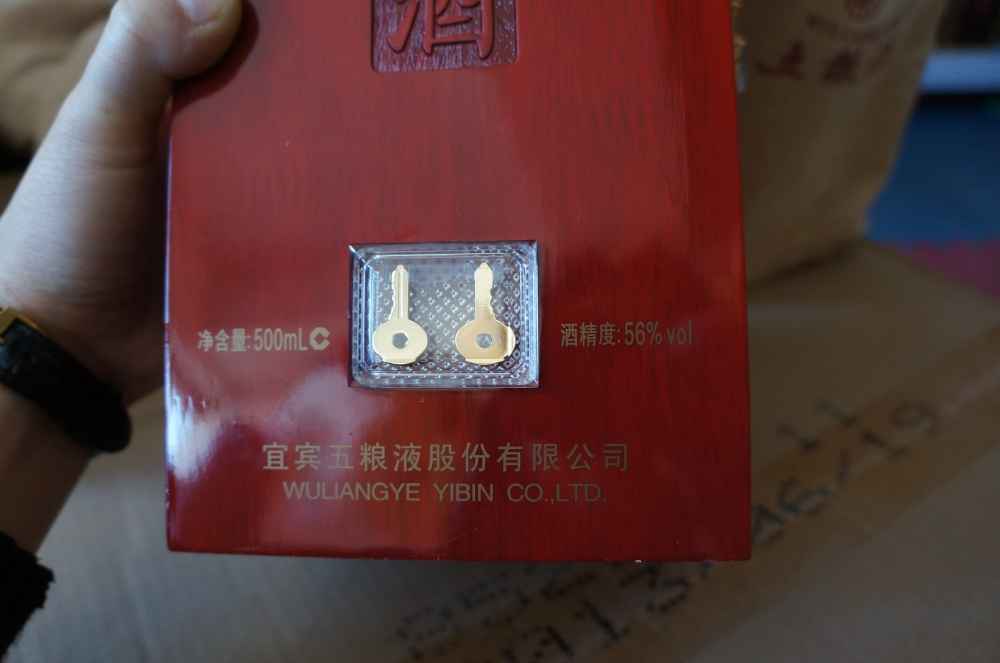 酒
净含量:500mL C
酒精度:56%vol
宜宾五粮液股份有限公司
WULIANGYE YIBIN CO.,LTD.